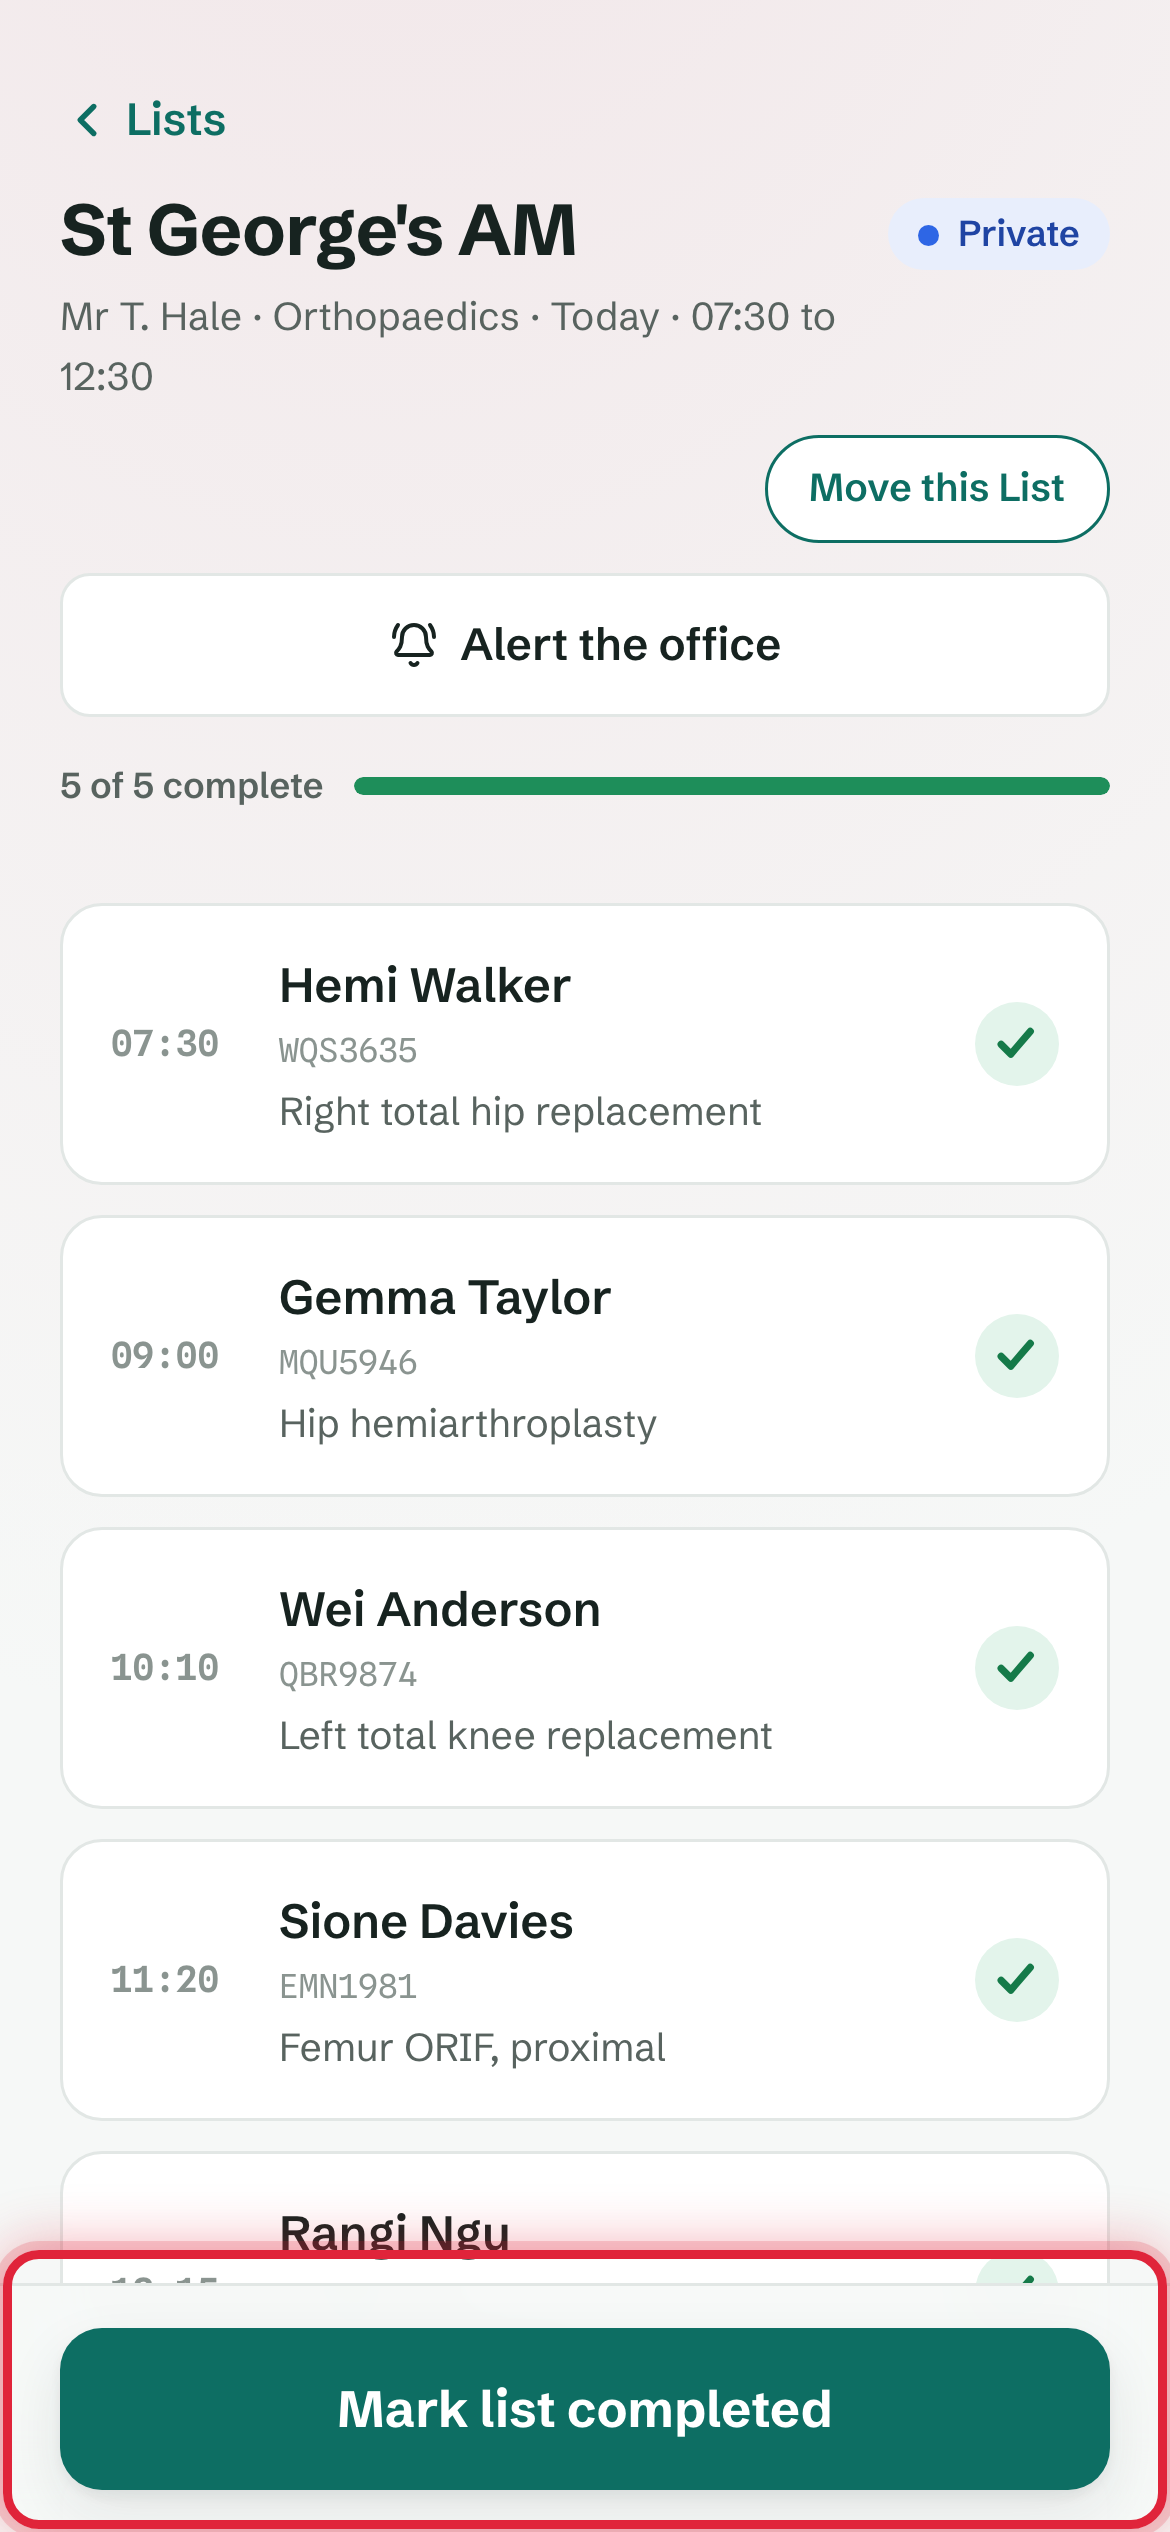 Lists
St George's AM
Private
Mr T. Hale · Orthopaedics · Today · 07:30 to
12:30
Move this List
Alert the office
5 of 5 complete
Hemi Walker
07:30
WQS3635
Right total hip replacement
Gemma Taylor
09:00
MQU5946
Hip hemiarthroplasty
Wei Anderson
10:10
QBR9874
Left total knee replacement
Sione Davies
11:20
EMN1981
Femur ORIF, proximal
Rangi Ngu
Mark list completed